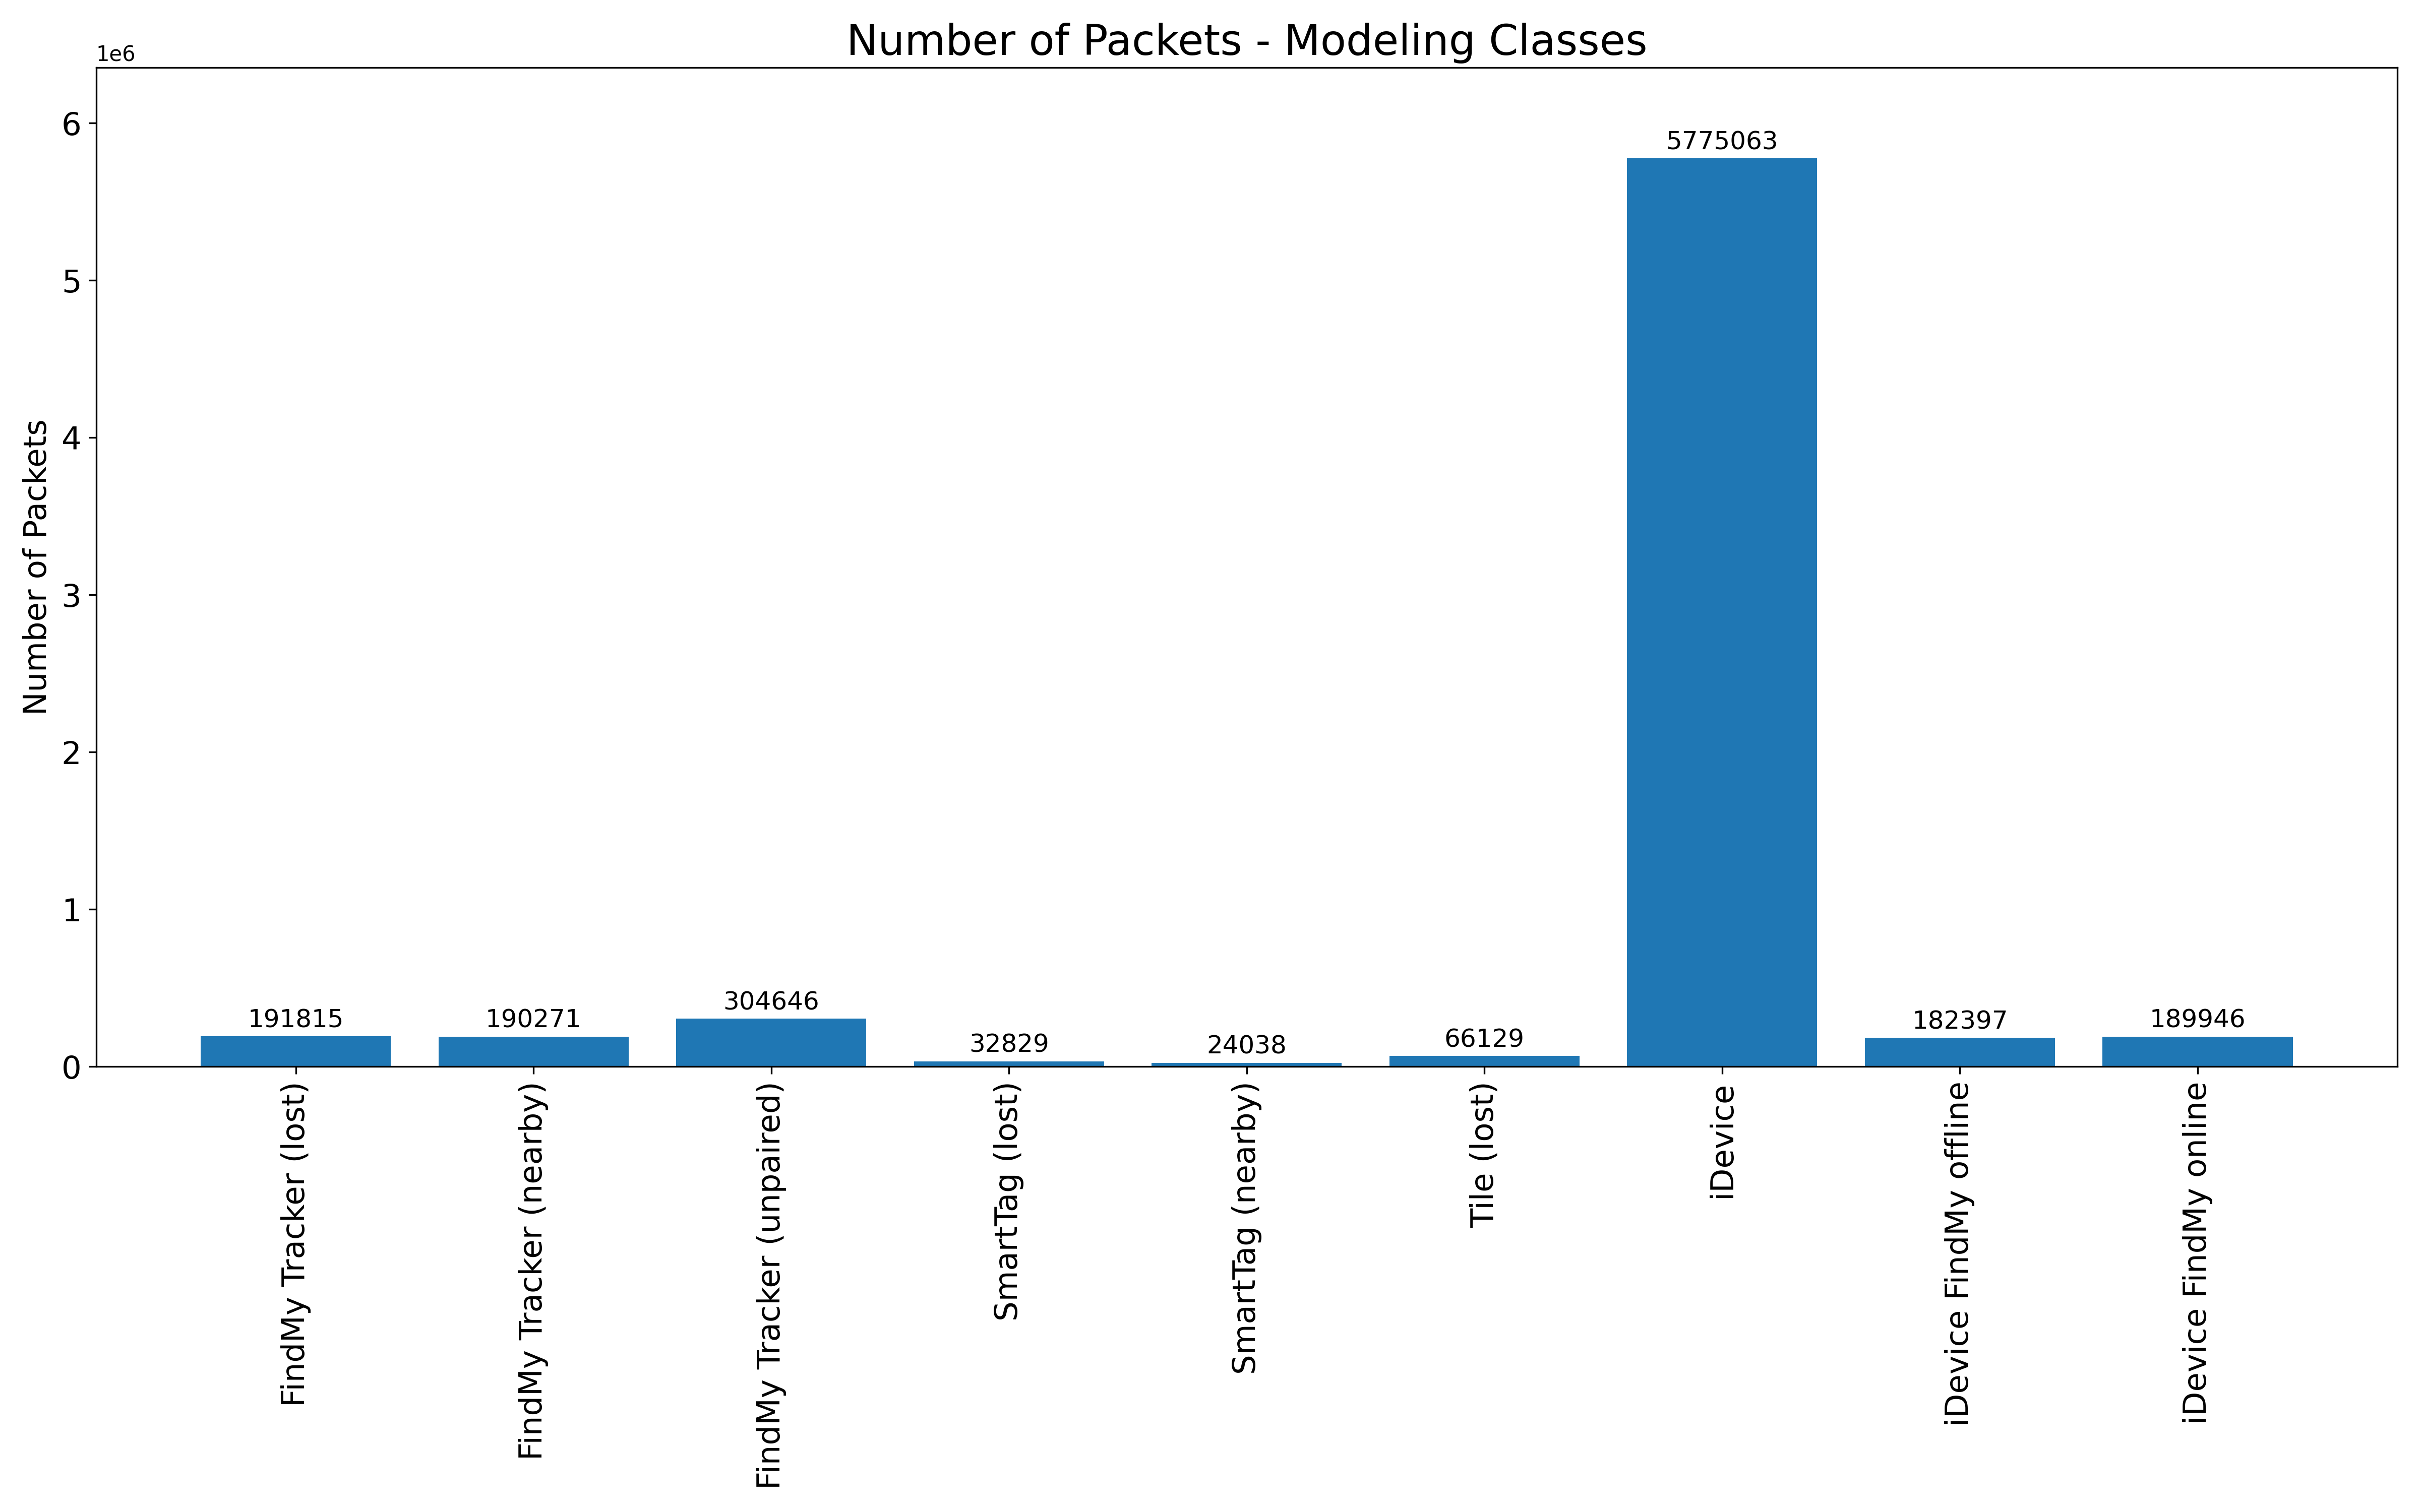 Number of Packets - Modeling Classes
1e6
Number of Packets
6
5
4
3
2
1
0
191815
190271
304646
32829
24038
66129
5775063
182397
189946
FindMy Tracker (lost)
FindMy Tracker (nearby)
FindMy Tracker (unpaired)
SmartTag (lost)
SmartTag (nearby)
Tile (lost)
iDevice
iDevice FindMy offline
iDevice FindMy online